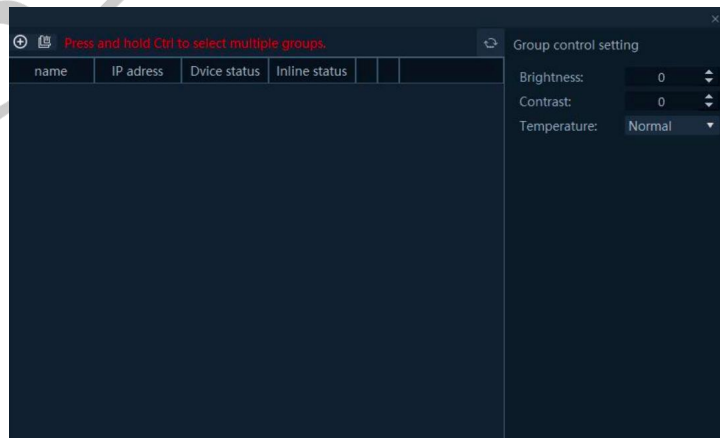 Press and hold Ctrl to select multiple groups.
name IP adress Dvice status Inline status
Group control setting
Brightness: 0
Contrast: 0
Temperature: Normal